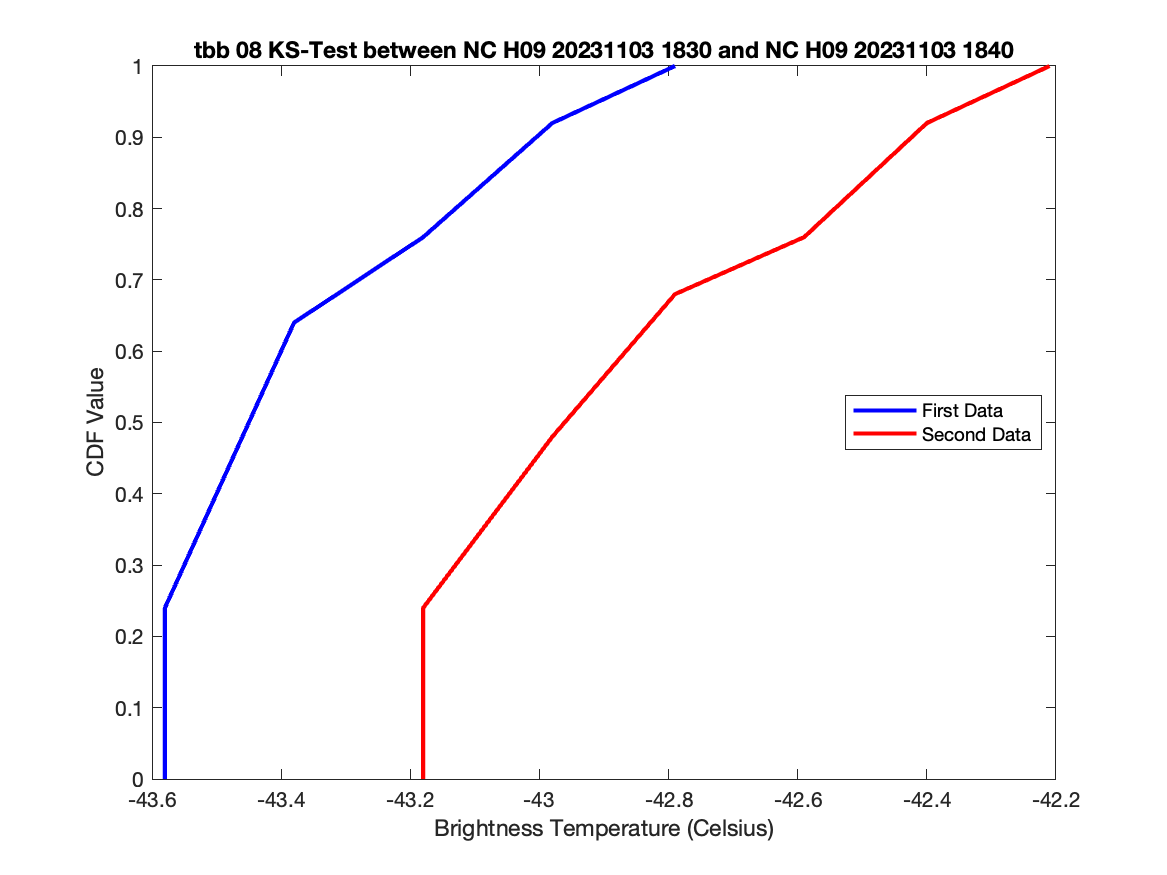 tbb 08 KS-Test between NC H09 20231103 1830 and NC H09 20231103 1840
1
0.9
0.8
0.7
0.6
0.5
0.4
0.3
0.2
0.1
0
CDF Value
First Data
Second Data
-43.6 -43.4 -43.2 -43 -42.8 -42.6 -42.4 -42.2
Brightness Temperature (Celsius)